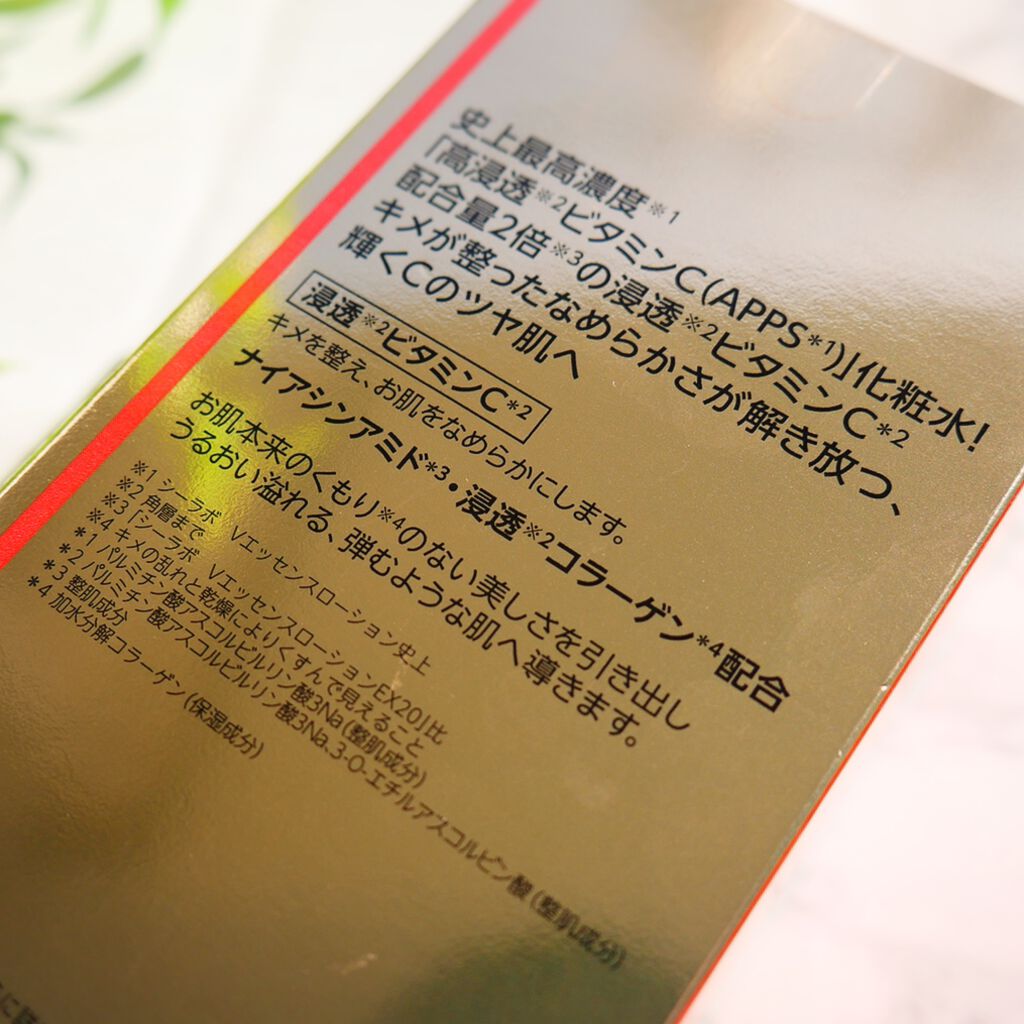 史上最高濃度※1
「高浸透※2ビタミンC(APPS*1)」化粧水!
配合量2倍※3の浸透※2ビタミンC*2
キメが整ったなめらかさが解き放つ、
輝くCのツヤ肌へ
浸透※2ビタミンC*2
キメを整え、お肌をなめらかにします。
ナイアシンアミド*3・浸透※2コラーゲン*4配合
お肌本来のくもり※4のない美しさを引き出し
うるおい溢れる、弾むような肌へ導きます。
※1 シーラボ Vエッセンスローション史上
※2 角層まで
※3「シーラボ VエッセンスローションEX20」比
※4 キメの乱れと乾燥によりくすんで見えること
*1 パルミチン酸アスコルビルリン酸3Na(整肌成分)
*2 パルミチン酸アスコルビルリン酸3Na、3-O-エチルアスコルビン酸(整肌成分)
*3 整肌成分
*4 加水分解コラーゲン(保湿成分)